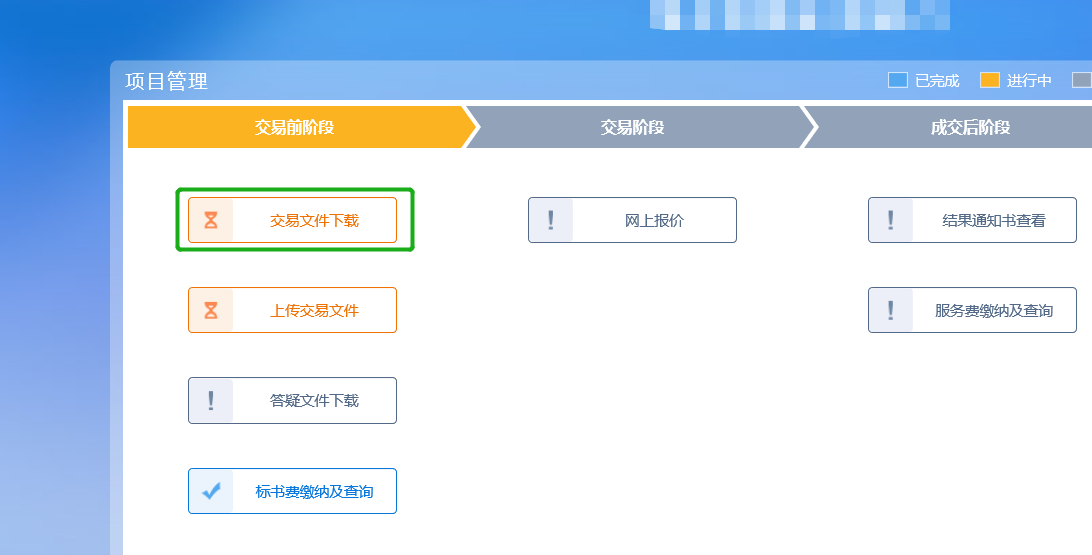 项目管理
已完成
进行中
交易前阶段
交易阶段
成交后阶段
交易文件下载
网上报价
结果通知书查看
上传交易文件
服务费缴纳及查询
答疑文件下载
标书费缴纳及查询